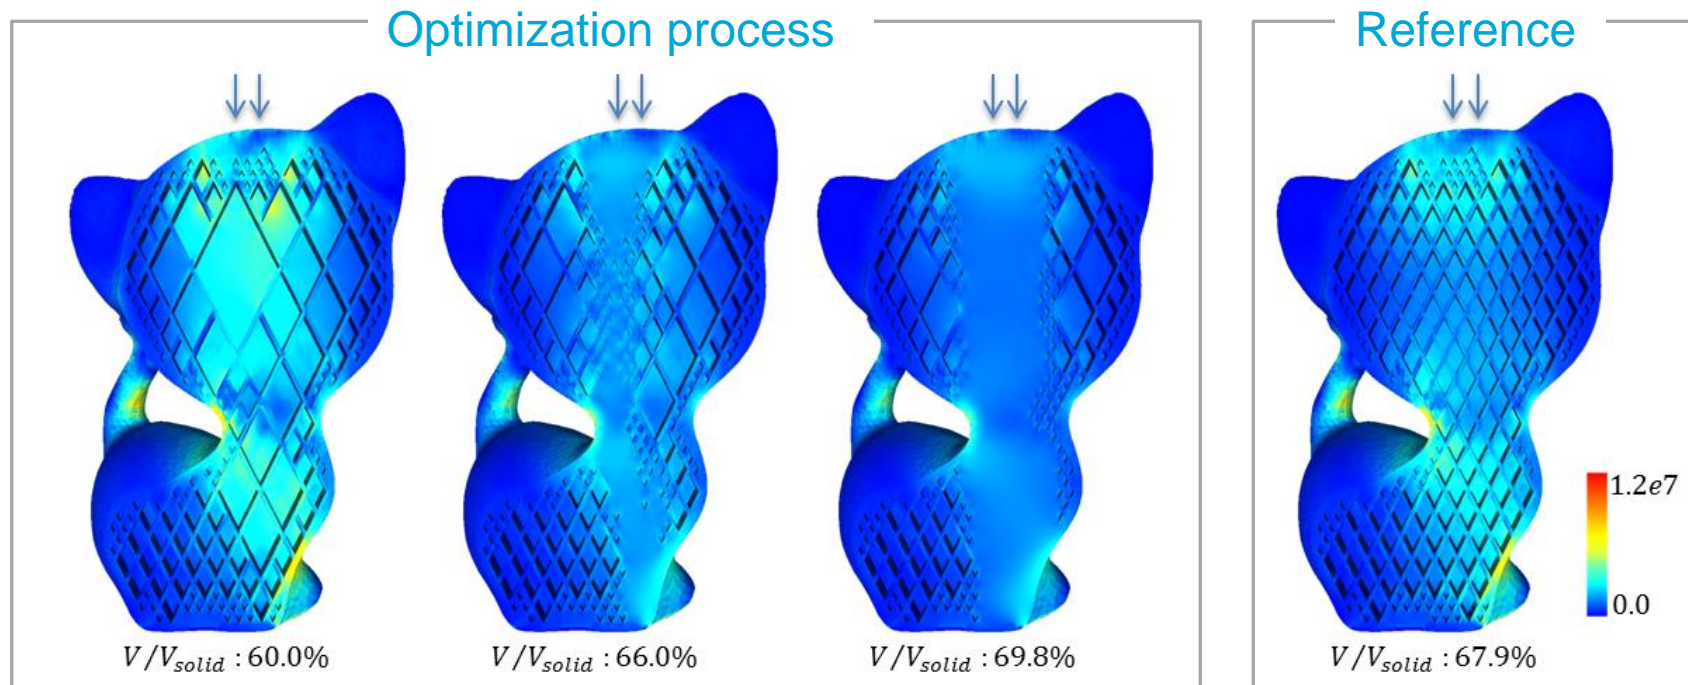 Optimization process
Reference
1.2e7
0.0
V/V_solid : 60.0%
V/V_solid : 66.0%
V/V_solid : 69.8%
V/V_solid : 67.9%